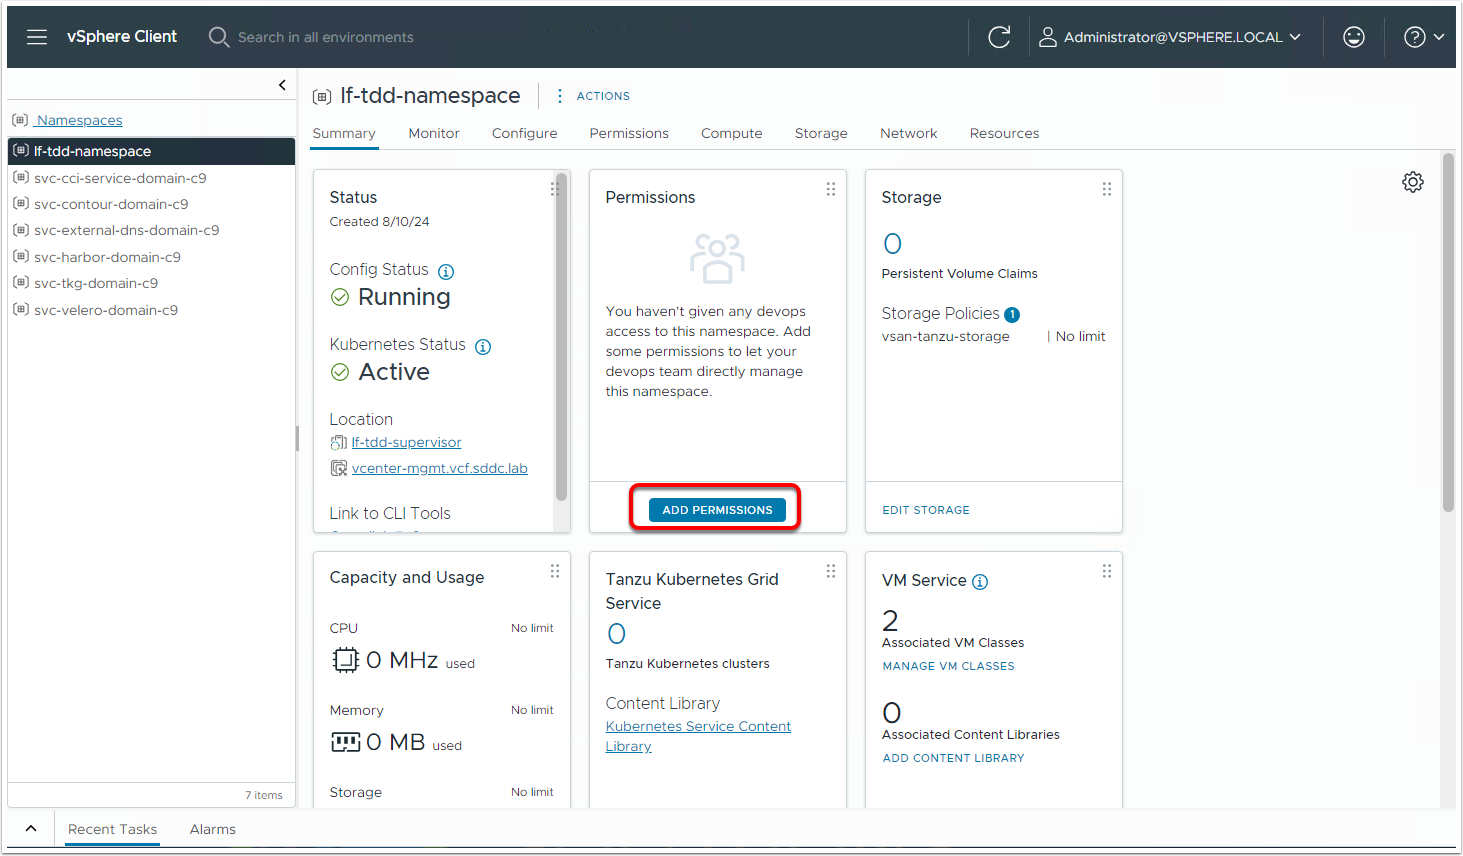 vSphere Client
Search in all environments
Administrator@VSPHERE.LOCAL
Namespaces
lf-tdd-namespace
svc-cci-service-domain-c9
svc-contour-domain-c9
svc-external-dns-domain-c9
svc-harbor-domain-c9
svc-tkg-domain-c9
svc-velero-domain-c9
7 items
lf-tdd-namespace
ACTIONS
Summary Monitor Configure Permissions Compute Storage Network Resources
Status
Created 8/10/24
Config Status
Running
Kubernetes Status
Active
Location
lf-tdd-supervisor
vcenter-mgmt.vcf.sddc.lab
Link to CLI Tools
Permissions
You haven't given any devops
access to this namespace. Add
some permissions to let your
devops team directly manage
this namespace.
ADD PERMISSIONS
Storage
0
Persistent Volume Claims
Storage Policies 1
vsan-tanzu-storage | No limit
EDIT STORAGE
Capacity and Usage
CPU No limit
0 MHz used
Memory No limit
0 MB used
Storage No limit
Tanzu Kubernetes Grid
Service
0
Tanzu Kubernetes clusters
Content Library
Kubernetes Service Content
Library
VM Service
2
Associated VM Classes
MANAGE VM CLASSES
0
Associated Content Libraries
ADD CONTENT LIBRARY
Recent Tasks Alarms